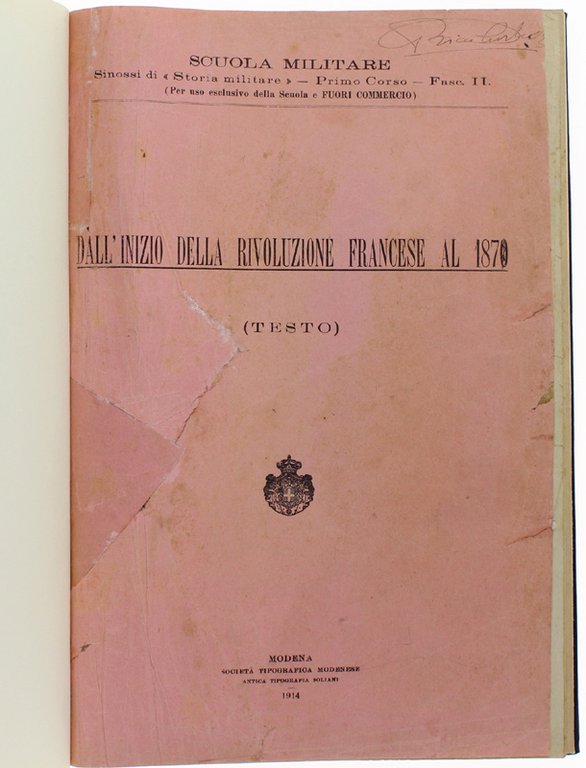 SCUOLA MILITARE
Sinossi di « Storia militare » — Primo Corso — Fasc. II.
(Per uso esclusivo della Scuola e FUORI COMMERCIO)
DALL'INIZIO DELLA RIVOLUZIONE FRANCESE AL 1870
(TESTO)
MODENA
SOCIETÀ TIPOGRAFICA MODENESE
ANTICA TIPOGRAFIA SOLIANI
1914